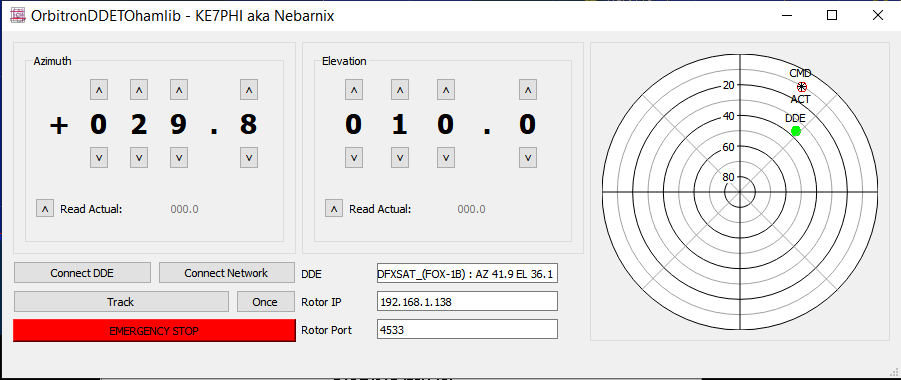 OrbitronDDETOhamlib - KE7PHI aka Nebarnix
Azimuth
+ 0 2 9 . 8
Read Actual: 000.0
Elevation
0 1 0 . 0
Read Actual: 000.0
Connect DDE
Connect Network
Track
Once
EMERGENCY STOP
DDE
DFXSAT_(FOX-1B) : AZ 41.9 EL 36.1
Rotor IP
192.168.1.138
Rotor Port
4533
CMD
20
ACT
40
DDE
60
80